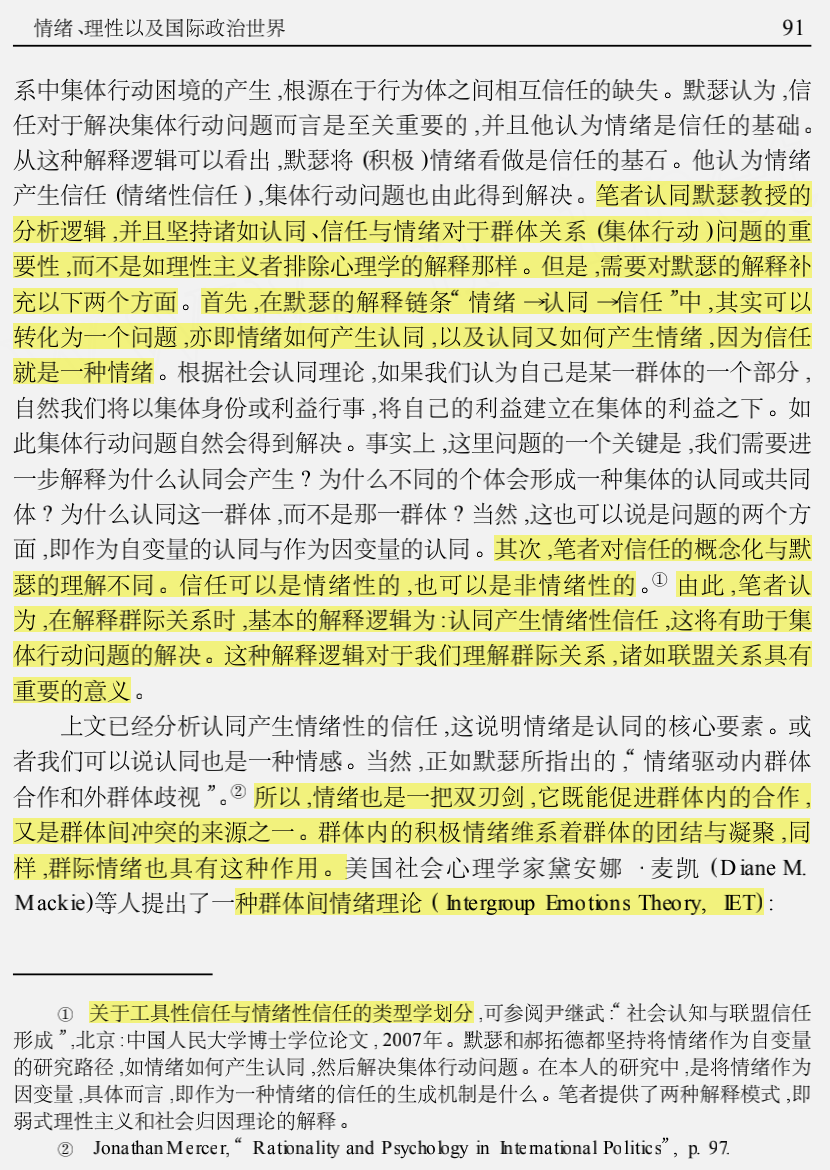 情绪、理性以及国际政治世界 91
系中集体行动困境的产生,根源在于行为体之间相互信任的缺失。默瑟认为,信
任对于解决集体行动问题而言是至关重要的,并且他认为情绪是信任的基础。
从这种解释逻辑可以看出,默瑟将(积极)情绪看做是信任的基石。他认为情绪
产生信任(情绪性信任),集体行动问题也由此得到解决。笔者认同默瑟教授的
分析逻辑,并且坚持诸如认同、信任与情绪对于群体关系(集体行动)问题的重
要性,而不是如理性主义者排除心理学的解释那样。但是,需要对默瑟的解释补
充以下两个方面。首先,在默瑟的解释链条“情绪→认同→信任”中,其实可以
转化为一个问题,亦即情绪如何产生认同,以及认同又如何产生情绪,因为信任
就是一种情绪。根据社会认同理论,如果我们认为自己是某一群体的一个部分,
自然我们将以集体身份或利益行事,将自己的利益建立在集体的利益之下。如
此集体行动问题自然会得到解决。事实上,这里问题的一个关键是,我们需要进
一步解释为什么认同会产生?为什么不同的个体会形成一种集体的认同或共同
体?为什么认同这一群体,而不是那一群体?当然,这也可以说是问题的两个方
面,即作为自变量的认同与作为因变量的认同。其次,笔者对信任的概念化与默
瑟的理解不同。信任可以是情绪性的,也可以是非情绪性的。① 由此,笔者认
为,在解释群际关系时,基本的解释逻辑为:认同产生情绪性信任,这将有助于集
体行动问题的解决。这种解释逻辑对于我们理解群际关系,诸如联盟关系具有
重要的意义。
上文已经分析认同产生情绪性的信任,这说明情绪是认同的核心要素。或
者我们可以说认同也是一种情感。当然,正如默瑟所指出的,“情绪驱动内群体
合作和外群体歧视”。② 所以,情绪也是一把双刃剑,它既能促进群体内的合作,
又是群体间冲突的来源之一。群体内的积极情绪维系着群体的团结与凝聚,同
样,群际情绪也具有这种作用。美国社会心理学家黛安娜·麦凯(Diane M.
Mackie)等人提出了一种群体间情绪理论(Intergroup Emotions Theory, IET):
① 关于工具性信任与情绪性信任的类型学划分,可参阅尹继武:“社会认知与联盟信任
形成”,北京:中国人民大学博士学位论文,2007年。默瑟和郝拓德都坚持将情绪作为自变量
的研究路径,如情绪如何产生认同,然后解决集体行动问题。在本人的研究中,是将情绪作为
因变量,具体而言,即作为一种情绪的信任的生成机制是什么。笔者提供了两种解释模式,即
弱式理性主义和社会归因理论的解释。
② Jonathan Mercer, “Rationality and Psychology in International Politics”, p. 97.